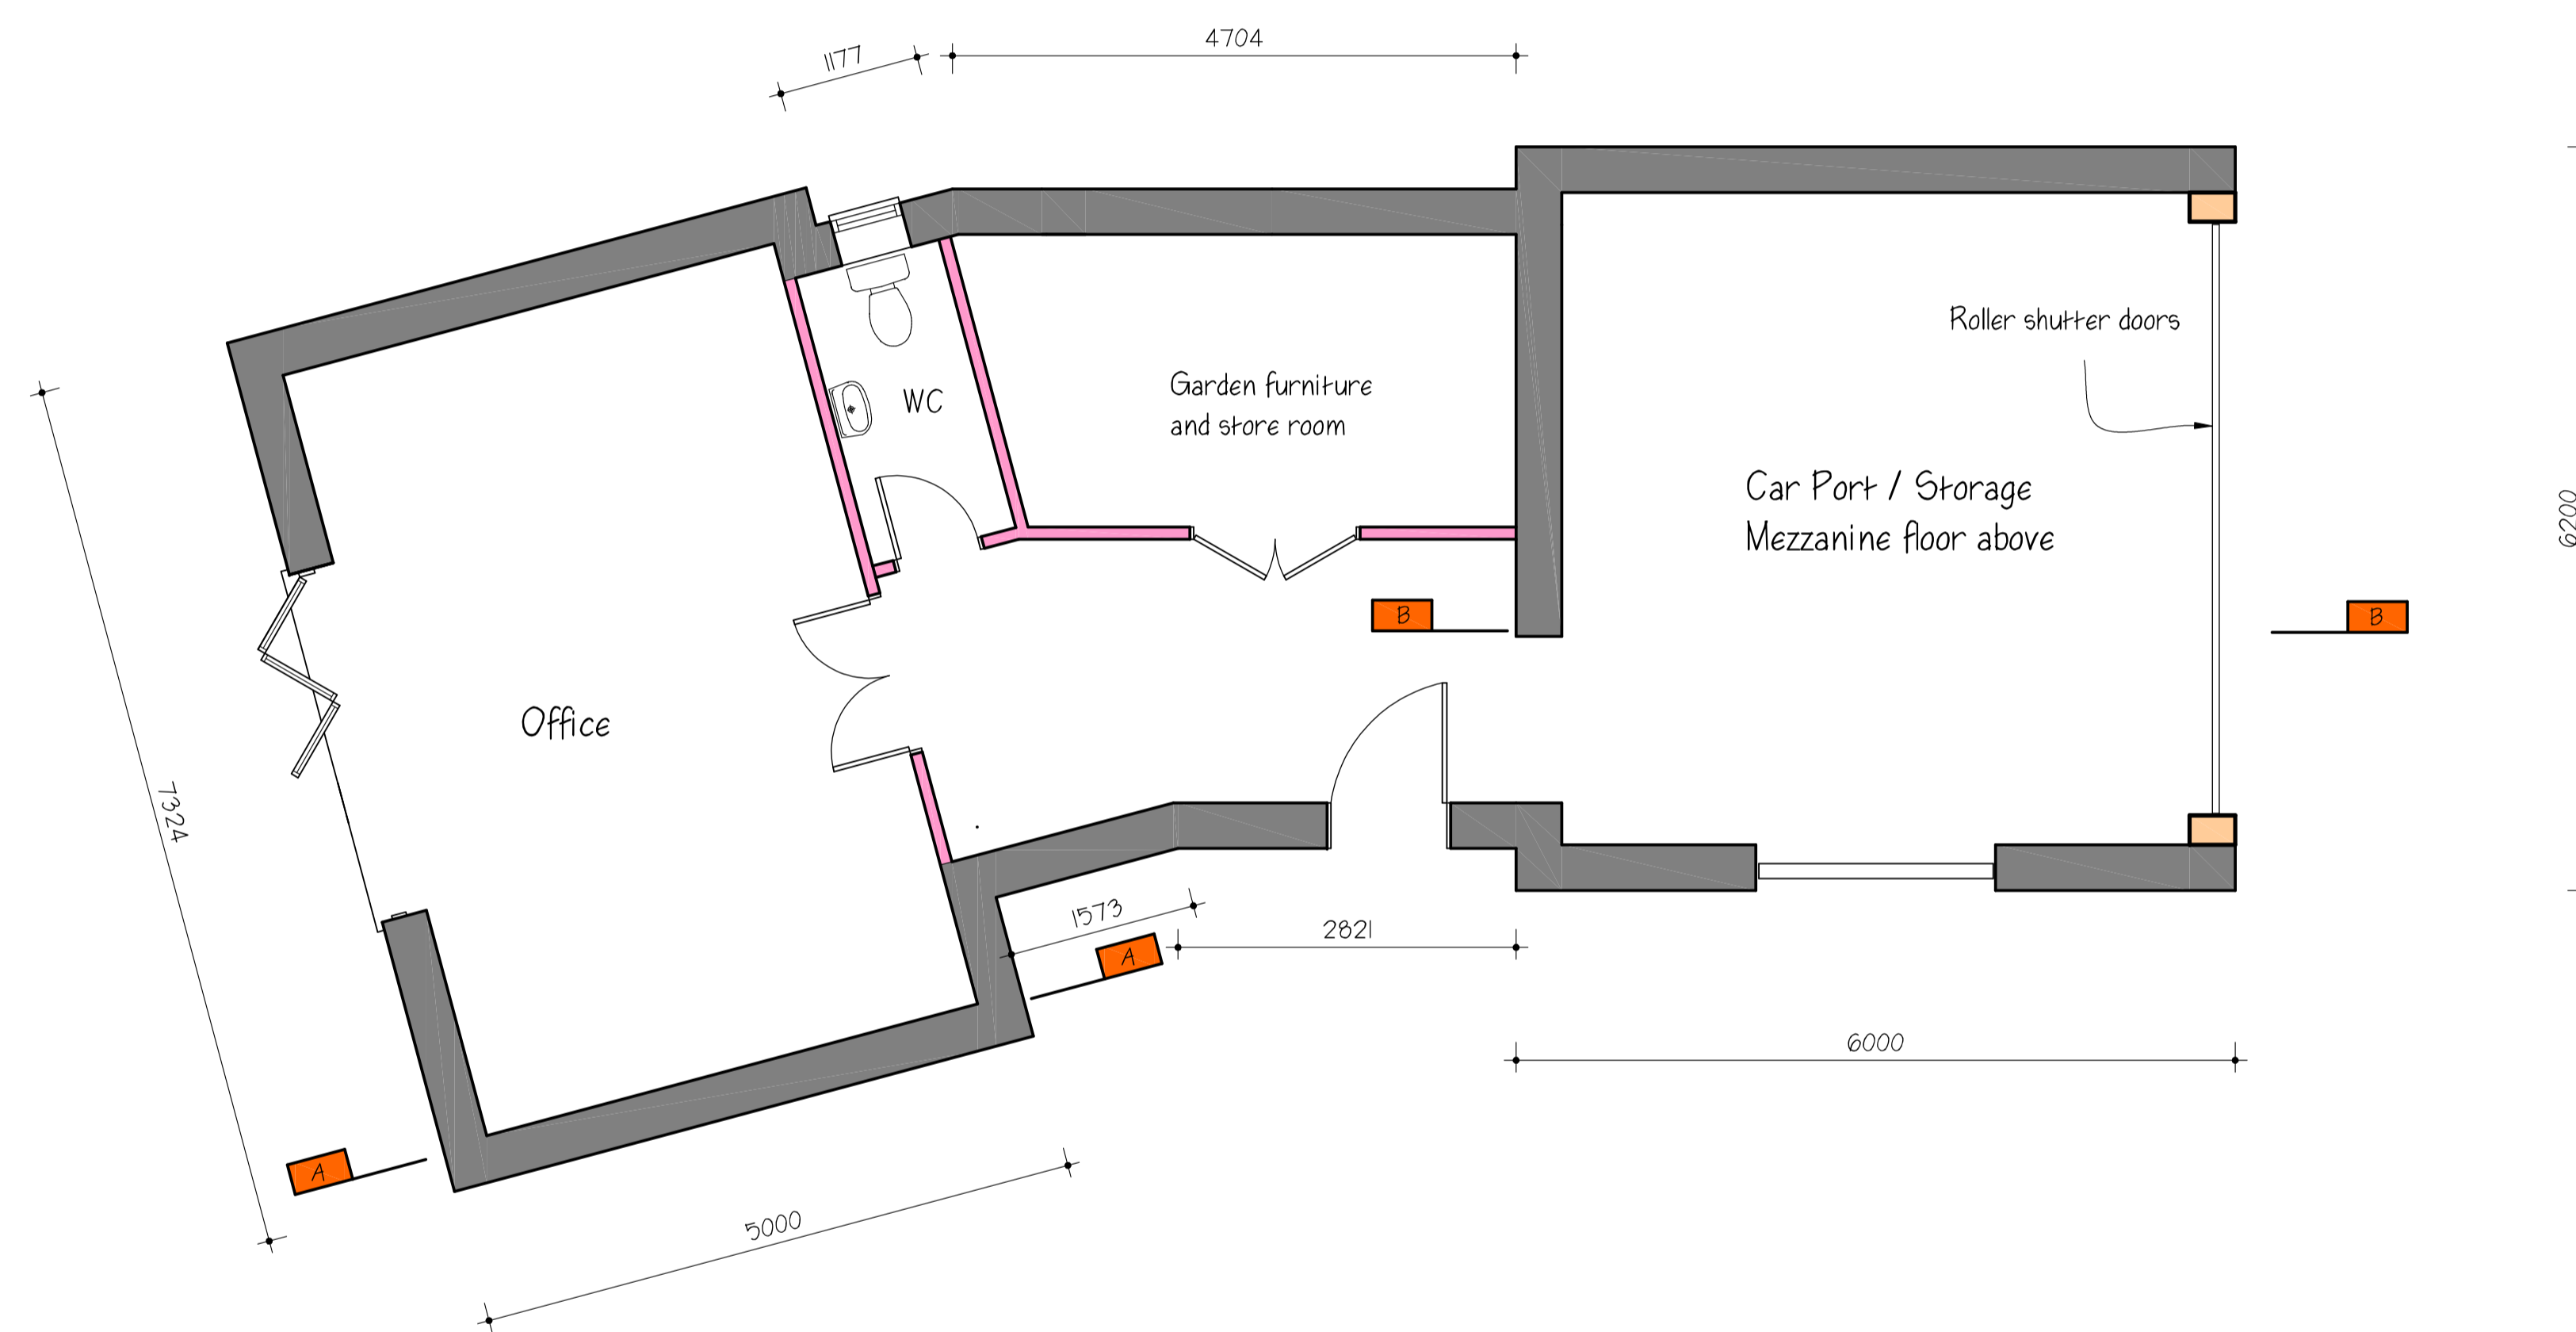 1177
4704
Roller shutter doors
Garden furniture
and store room
WC
Car Port / Storage
Mezzanine floor above
6200
B
B
Office
7324
1573
A
2821
6000
A
5000